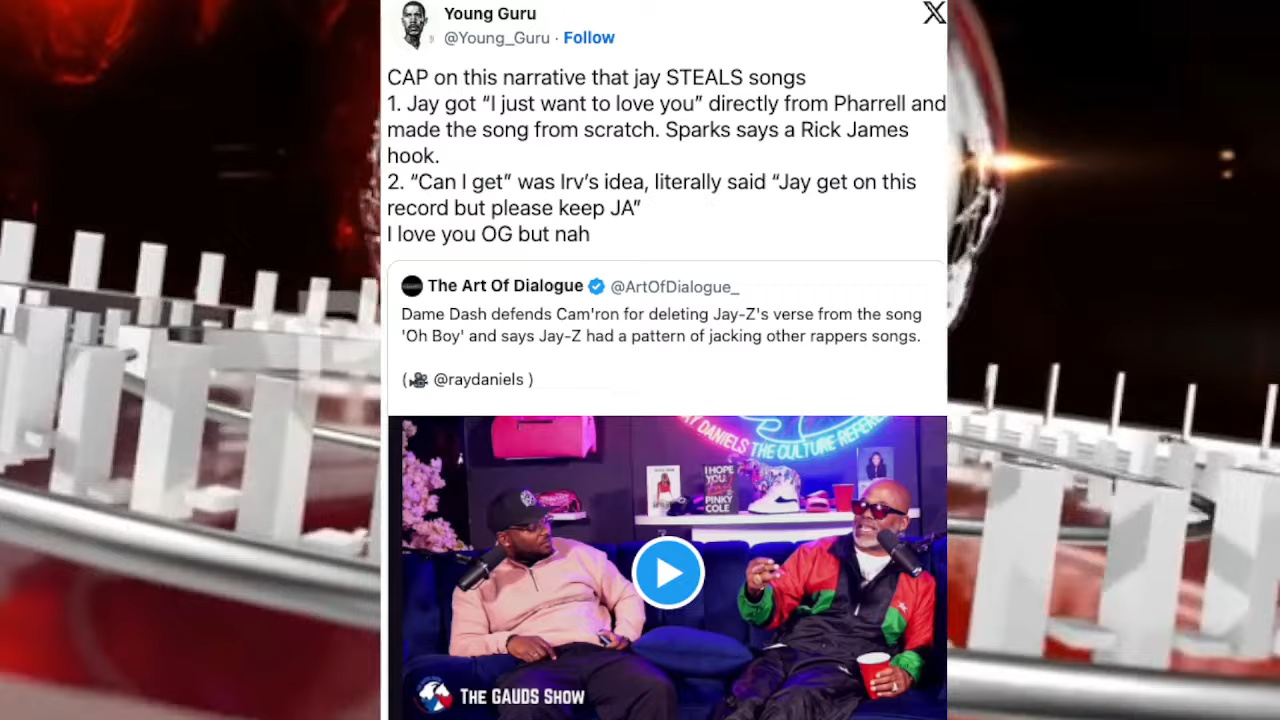 Young Guru
@Young_Guru · Follow
CAP on this narrative that jay STEALS songs
1. Jay got “I just want to love you” directly from Pharrell and
made the song from scratch. Sparks says a Rick James
hook.
2. “Can I get” was Irv’s idea, literally said “Jay get on this
record but please keep JA”
I love you OG but nah
The Art Of Dialogue @ArtOfDialogue_
Dame Dash defends Cam'ron for deleting Jay-Z's verse from the song
'Oh Boy' and says Jay-Z had a pattern of jacking other rappers songs.
(🎥 @raydaniels )
Y DANIELS THE CULTURE REFERE
I HOPE
YOU
PINKY
COLE
THE GAUDS SHOW